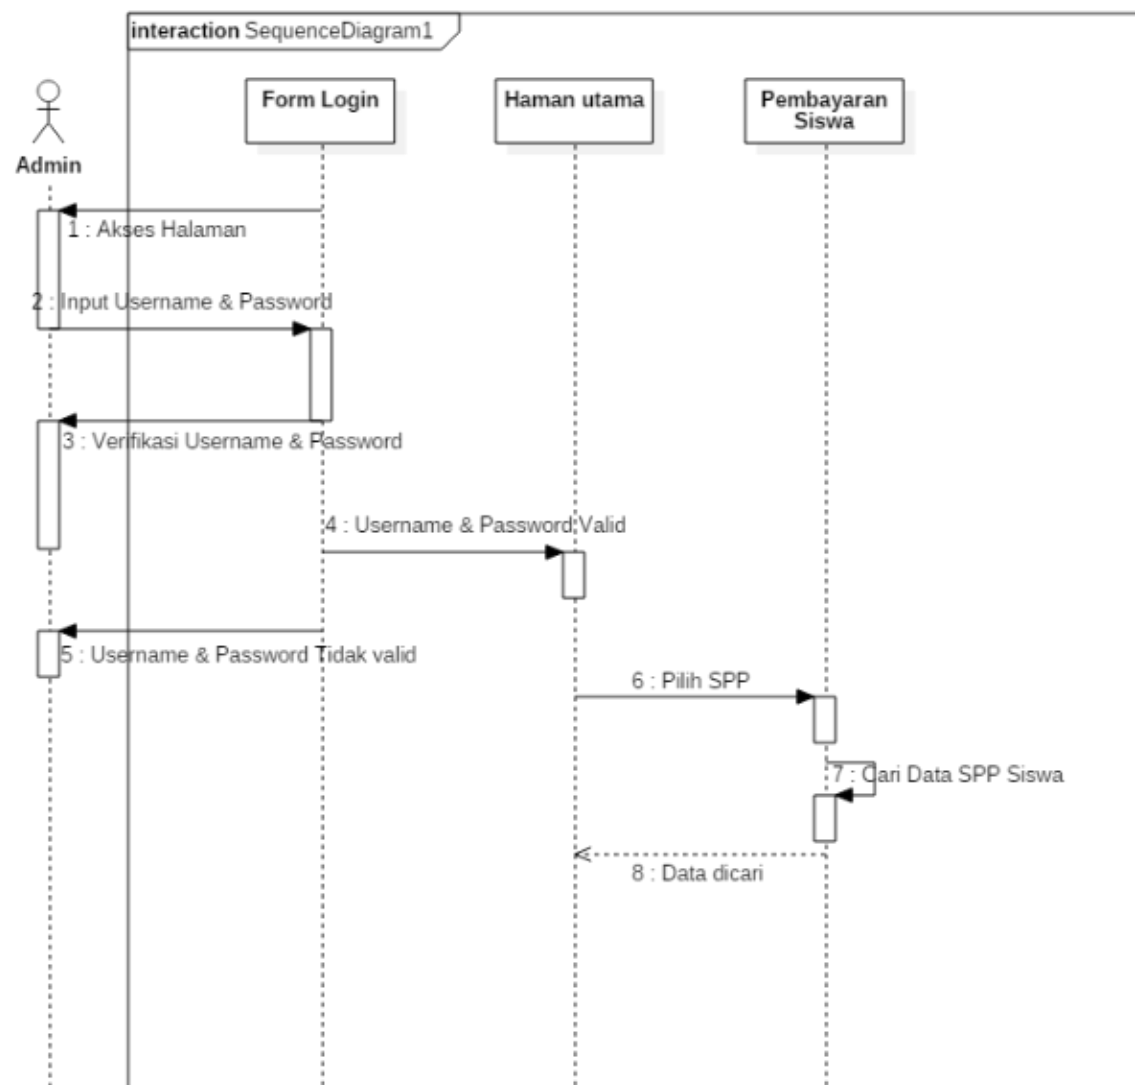 interaction SequenceDiagram1
Admin
Form Login
Haman utama
Pembayaran
Siswa
1 : Akses Halaman
2 : Input Username & Password
3 : Verifikasi Username & Password
4 : Username & Password Valid
5 : Username & Password Tidak valid
6 : Pilih SPP
7 : Cari Data SPP Siswa
8 : Data dicari